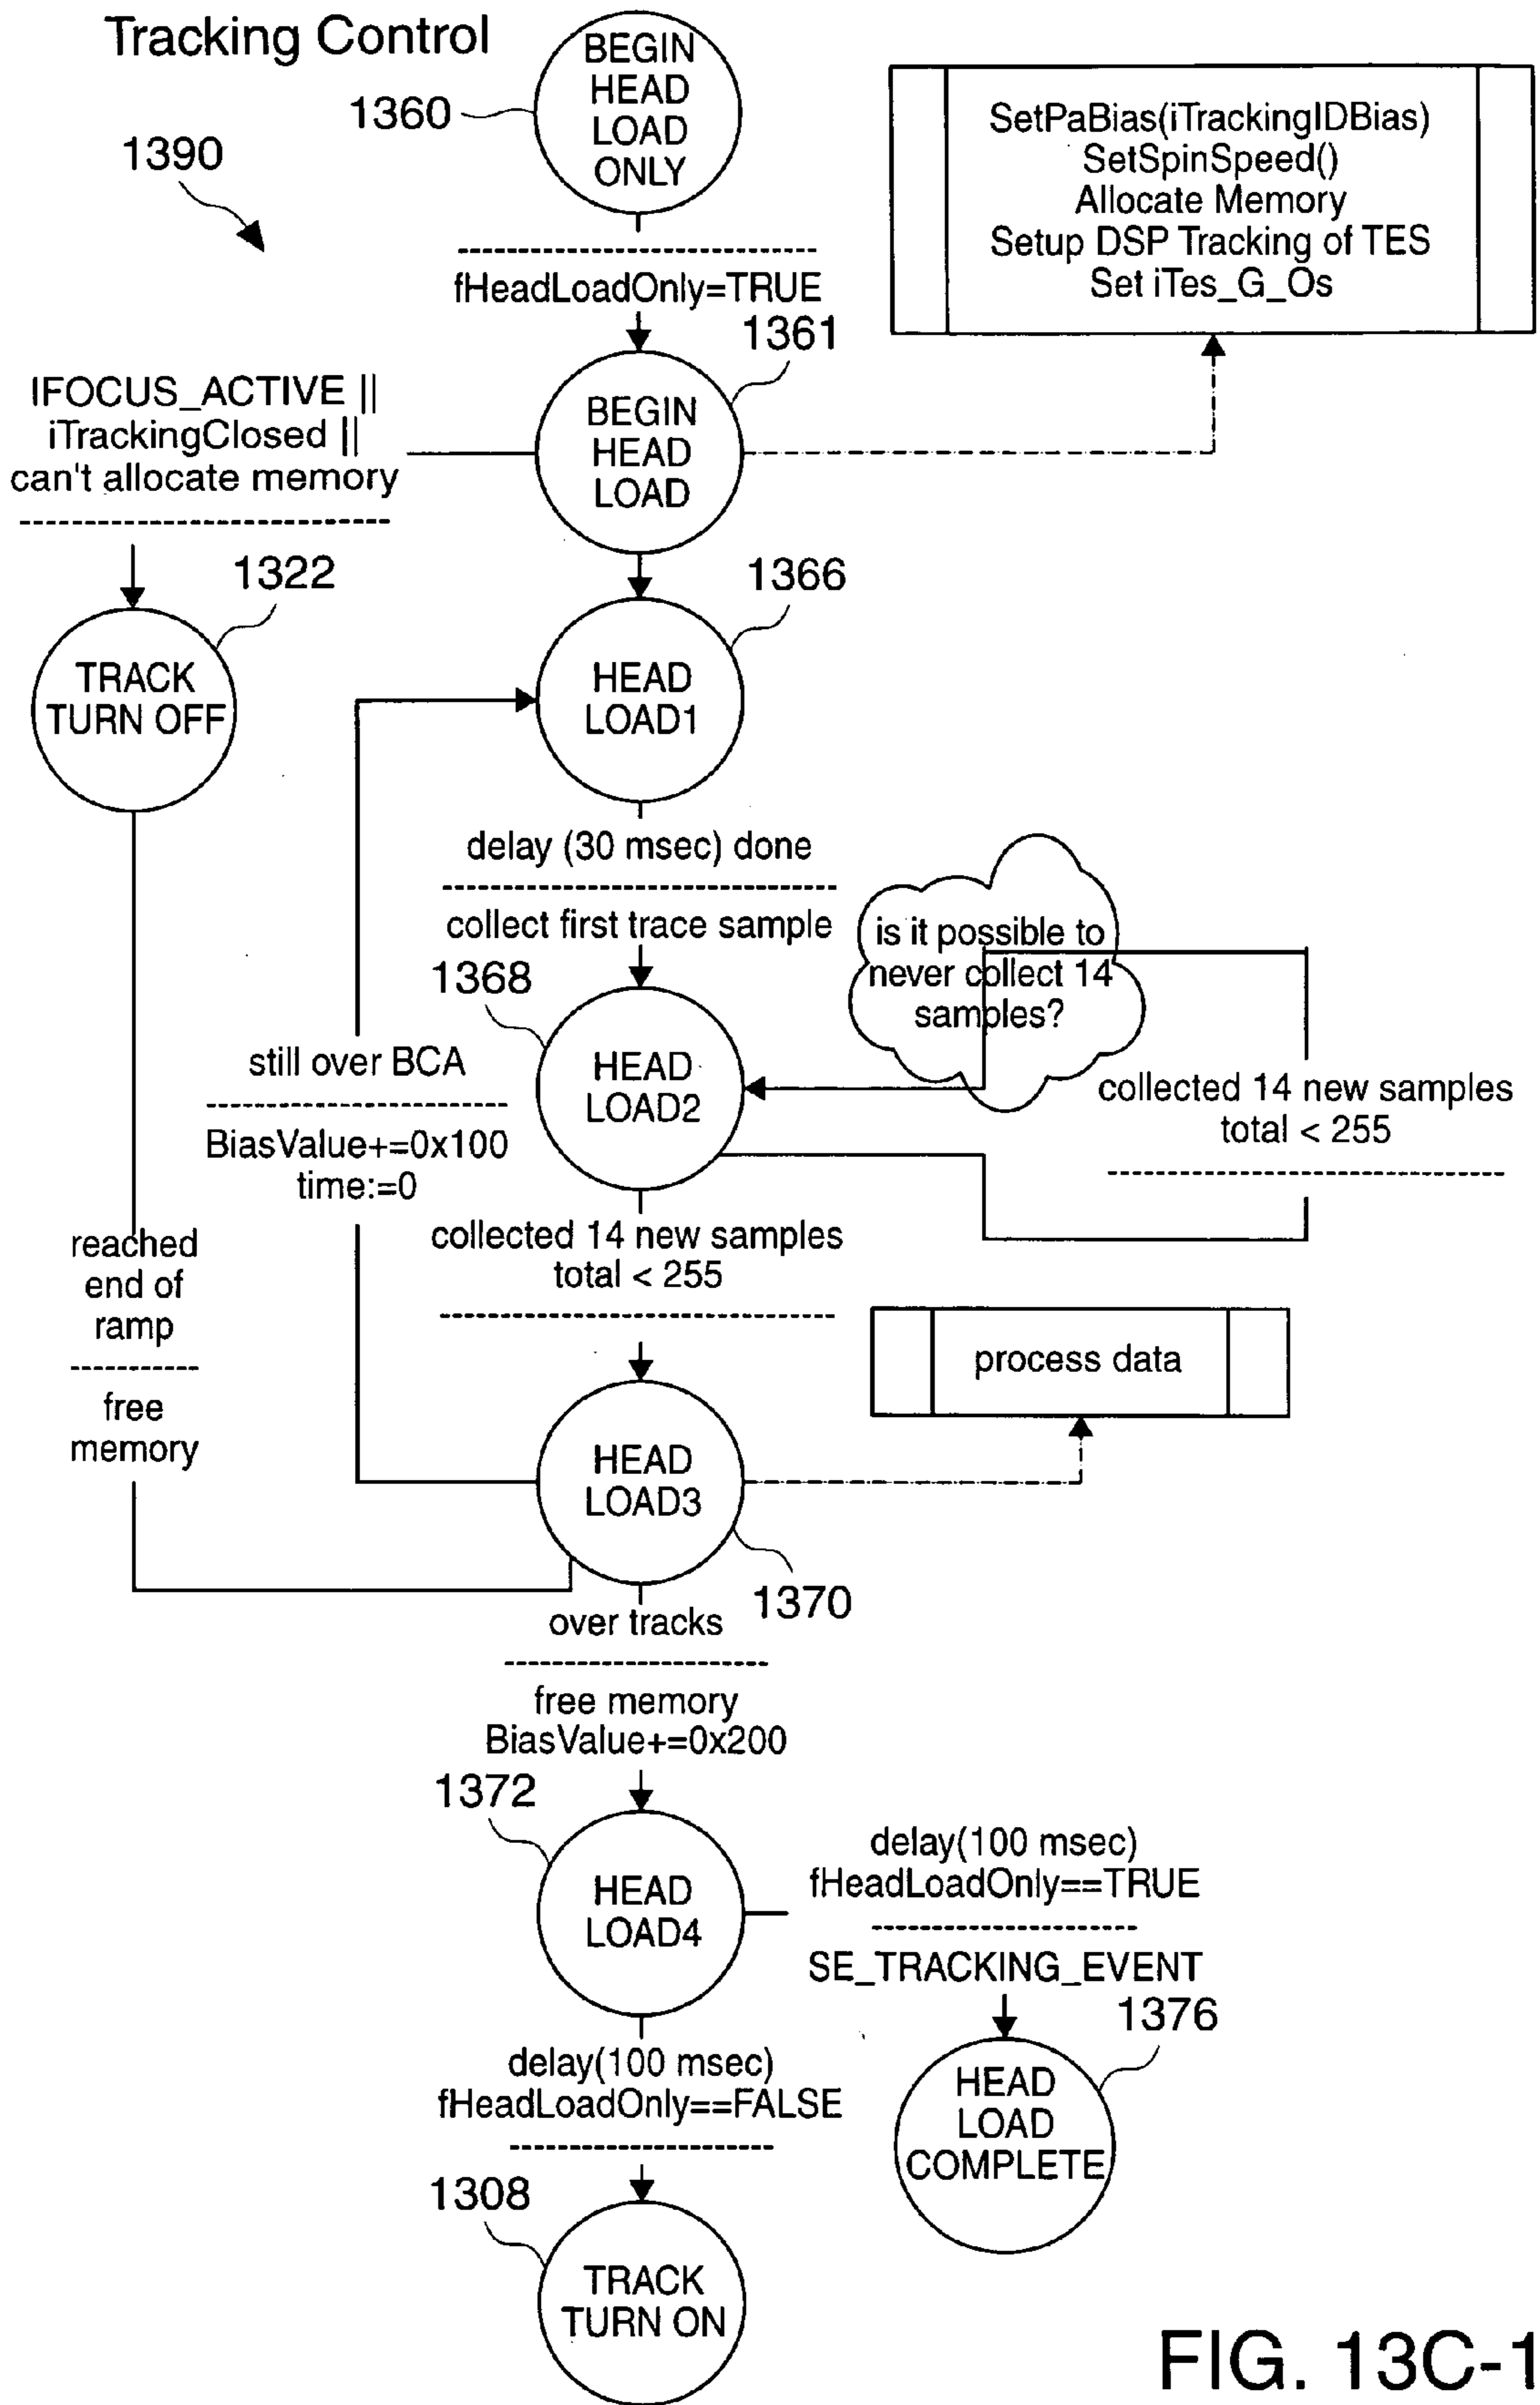 Tracking Control
1390
1360
BEGIN
HEAD
LOAD
ONLY
SetPaBias(iTrackingIDBias)
SetSpinSpeed()
Allocate Memory
Setup DSP Tracking of TES
Set iTes_G_Os
fHeadLoadOnly=TRUE
1361
BEGIN
HEAD
LOAD
IFOCUS_ACTIVE ||
iTrackingClosed ||
can't allocate memory
1322
TRACK
TURN OFF
1366
HEAD
LOAD1
delay (30 msec) done
collect first trace sample
is it possible to
never collect 14
samples?
1368
HEAD
LOAD2
collected 14 new samples
total < 255
still over BCA
BiasValue+=0x100
time:=0
collected 14 new samples
total < 255
reached
end of
ramp
free
memory
process data
HEAD
LOAD3
1370
over tracks
free memory
BiasValue+=0x200
1372
HEAD
LOAD4
delay(100 msec)
fHeadLoadOnly==TRUE
SE_TRACKING_EVENT
1376
HEAD
LOAD
COMPLETE
delay(100 msec)
fHeadLoadOnly==FALSE
1308
TRACK
TURN ON
FIG. 13C-1